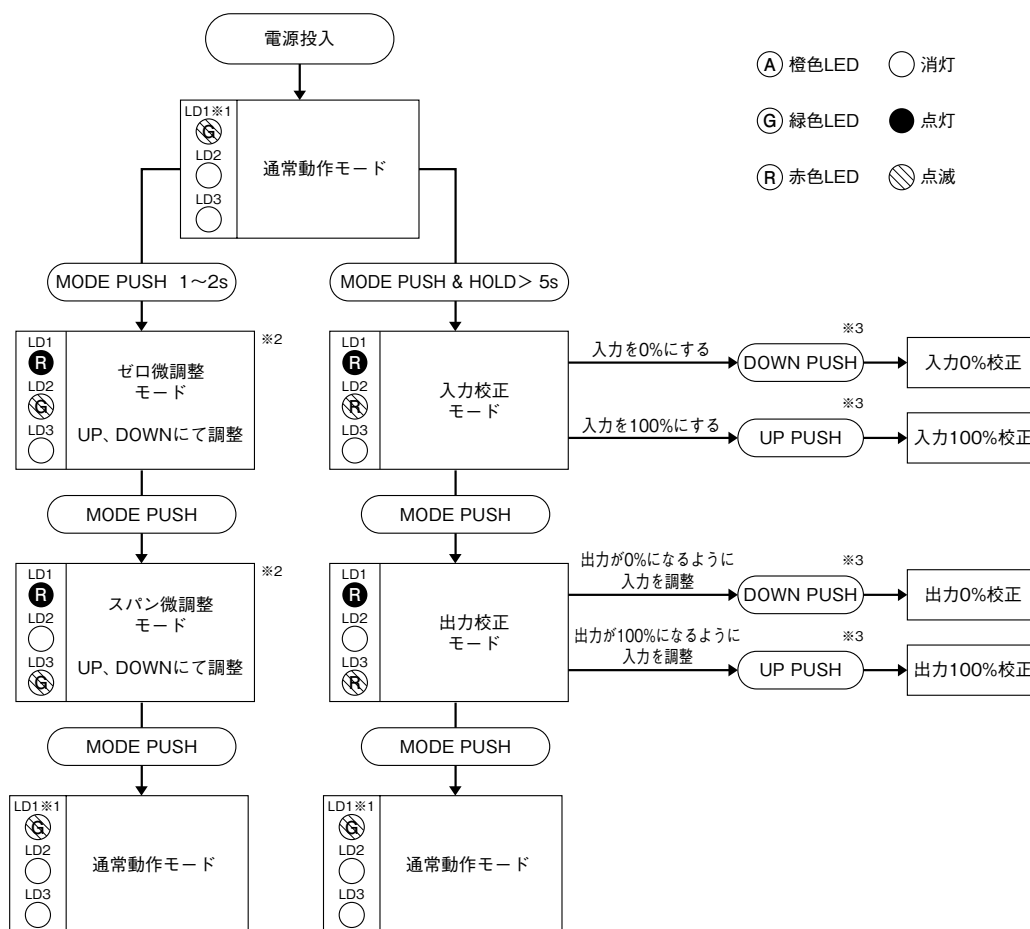 電源投入
Ⓐ 橙色LED 消灯
Ⓖ 緑色LED 点灯
Ⓡ 赤色LED 点滅
LD1※1
G
LD2
LD3
通常動作モード
MODE PUSH 1〜2s
MODE PUSH & HOLD> 5s
※2
LD1
R
LD2
G
LD3
ゼロ微調整
モード
UP、DOWNにて調整
LD1
R
LD2
R
LD3
入力校正
モード
入力を0%にする
※3
DOWN PUSH
入力0%校正
入力を100%にする
※3
UP PUSH
入力100%校正
MODE PUSH
MODE PUSH
※2
LD1
R
LD2
LD3
G
スパン微調整
モード
UP、DOWNにて調整
LD1
R
LD2
LD3
R
出力校正
モード
出力が0%になるように
入力を調整
※3
DOWN PUSH
出力0%校正
出力が100%になるように
入力を調整
※3
UP PUSH
出力100%校正
MODE PUSH
MODE PUSH
LD1※1
G
LD2
LD3
通常動作モード
LD1※1
G
LD2
LD3
通常動作モード